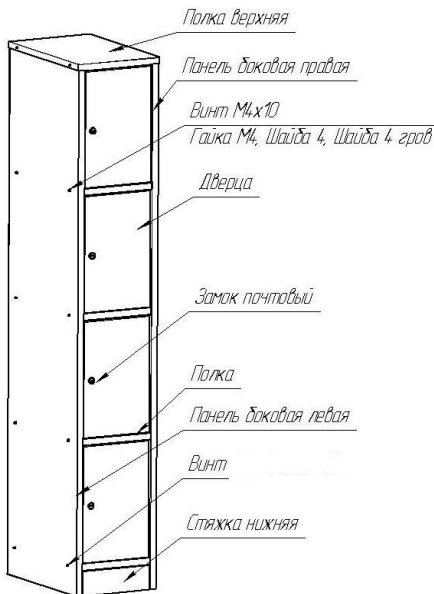 Полка верхняя
Панель боковая правая
Винт М4х10
Гайка М4, Шайба 4, Шайба 4 гров
Дверца
Замок почтовый
Полка
Панель боковая левая
Винт
Стяжка нижняя